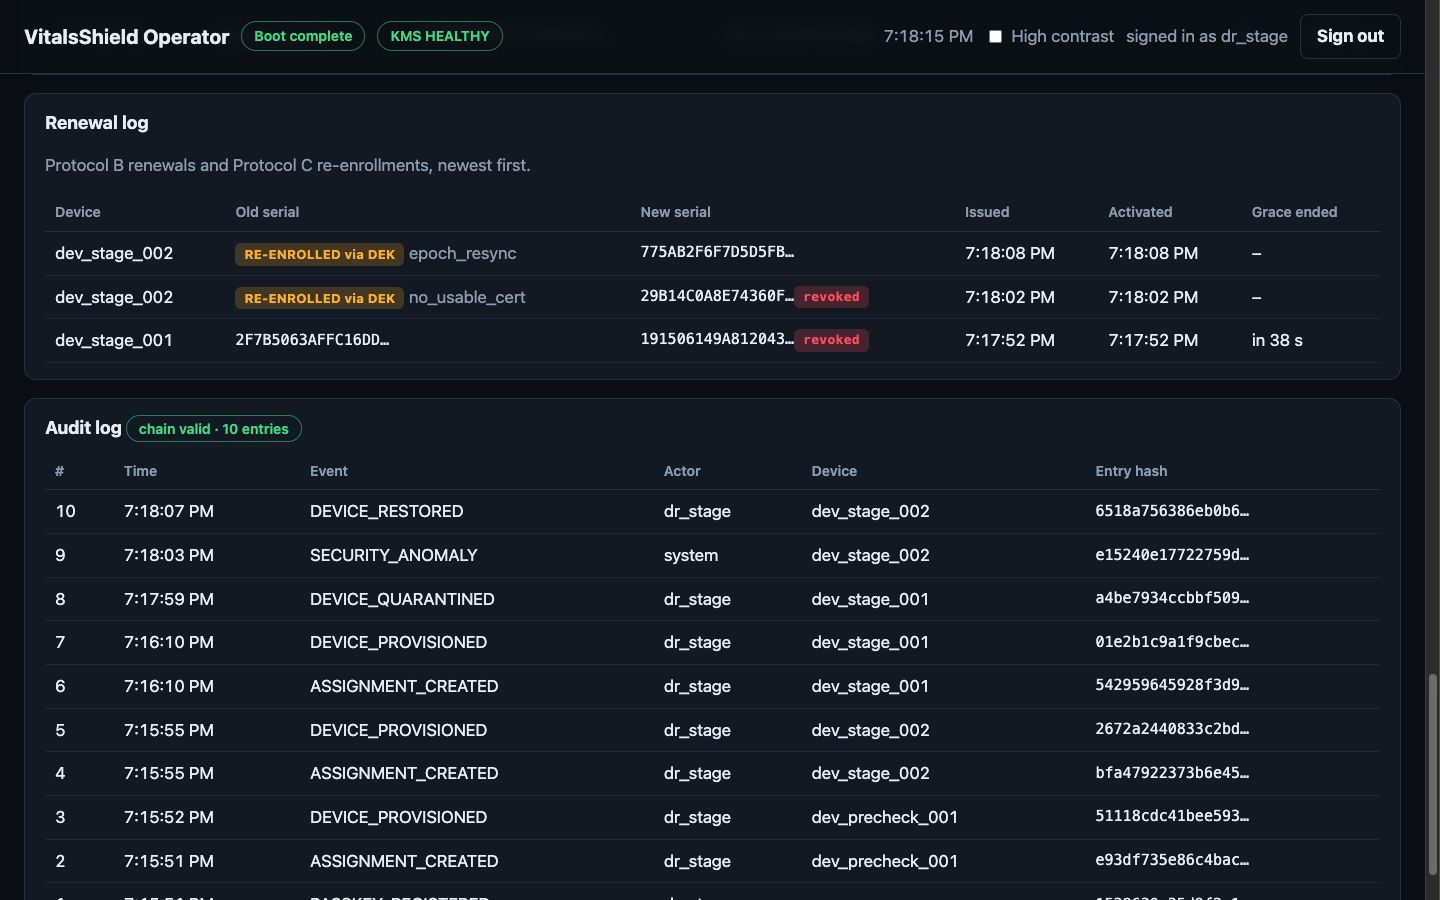 VitalsShield Operator Boot complete KMS HEALTHY 7:18:15 PM High contrast signed in as dr_stage Sign out
Renewal log
Protocol B renewals and Protocol C re-enrollments, newest first.
Device Old serial New serial Issued Activated Grace ended
dev_stage_002 RE-ENROLLED via DEK epoch_resync 775AB2F6F7D5D5FB… 7:18:08 PM 7:18:08 PM –
dev_stage_002 RE-ENROLLED via DEK no_usable_cert 29B14C0A8E74360F… revoked 7:18:02 PM 7:18:02 PM –
dev_stage_001 2F7B5063AFFC16DD… 191506149A812043… revoked 7:17:52 PM 7:17:52 PM in 38 s
Audit log chain valid · 10 entries
# Time Event Actor Device Entry hash
10 7:18:07 PM DEVICE_RESTORED dr_stage dev_stage_002 6518a756386eb0b6…
9 7:18:03 PM SECURITY_ANOMALY system dev_stage_002 e15240e17722759d…
8 7:17:59 PM DEVICE_QUARANTINED dr_stage dev_stage_001 a4be7934ccbbf509…
7 7:16:10 PM DEVICE_PROVISIONED dr_stage dev_stage_001 01e2b1c9a1f9cbec…
6 7:16:10 PM ASSIGNMENT_CREATED dr_stage dev_stage_001 542959645928f3d9…
5 7:15:55 PM DEVICE_PROVISIONED dr_stage dev_stage_002 2672a2440833c2bd…
4 7:15:55 PM ASSIGNMENT_CREATED dr_stage dev_stage_002 bfa47922373b6e45…
3 7:15:52 PM DEVICE_PROVISIONED dr_stage dev_precheck_001 51118cdc41bee593…
2 7:15:51 PM ASSIGNMENT_CREATED dr_stage dev_precheck_001 e93df735e86c4bac…